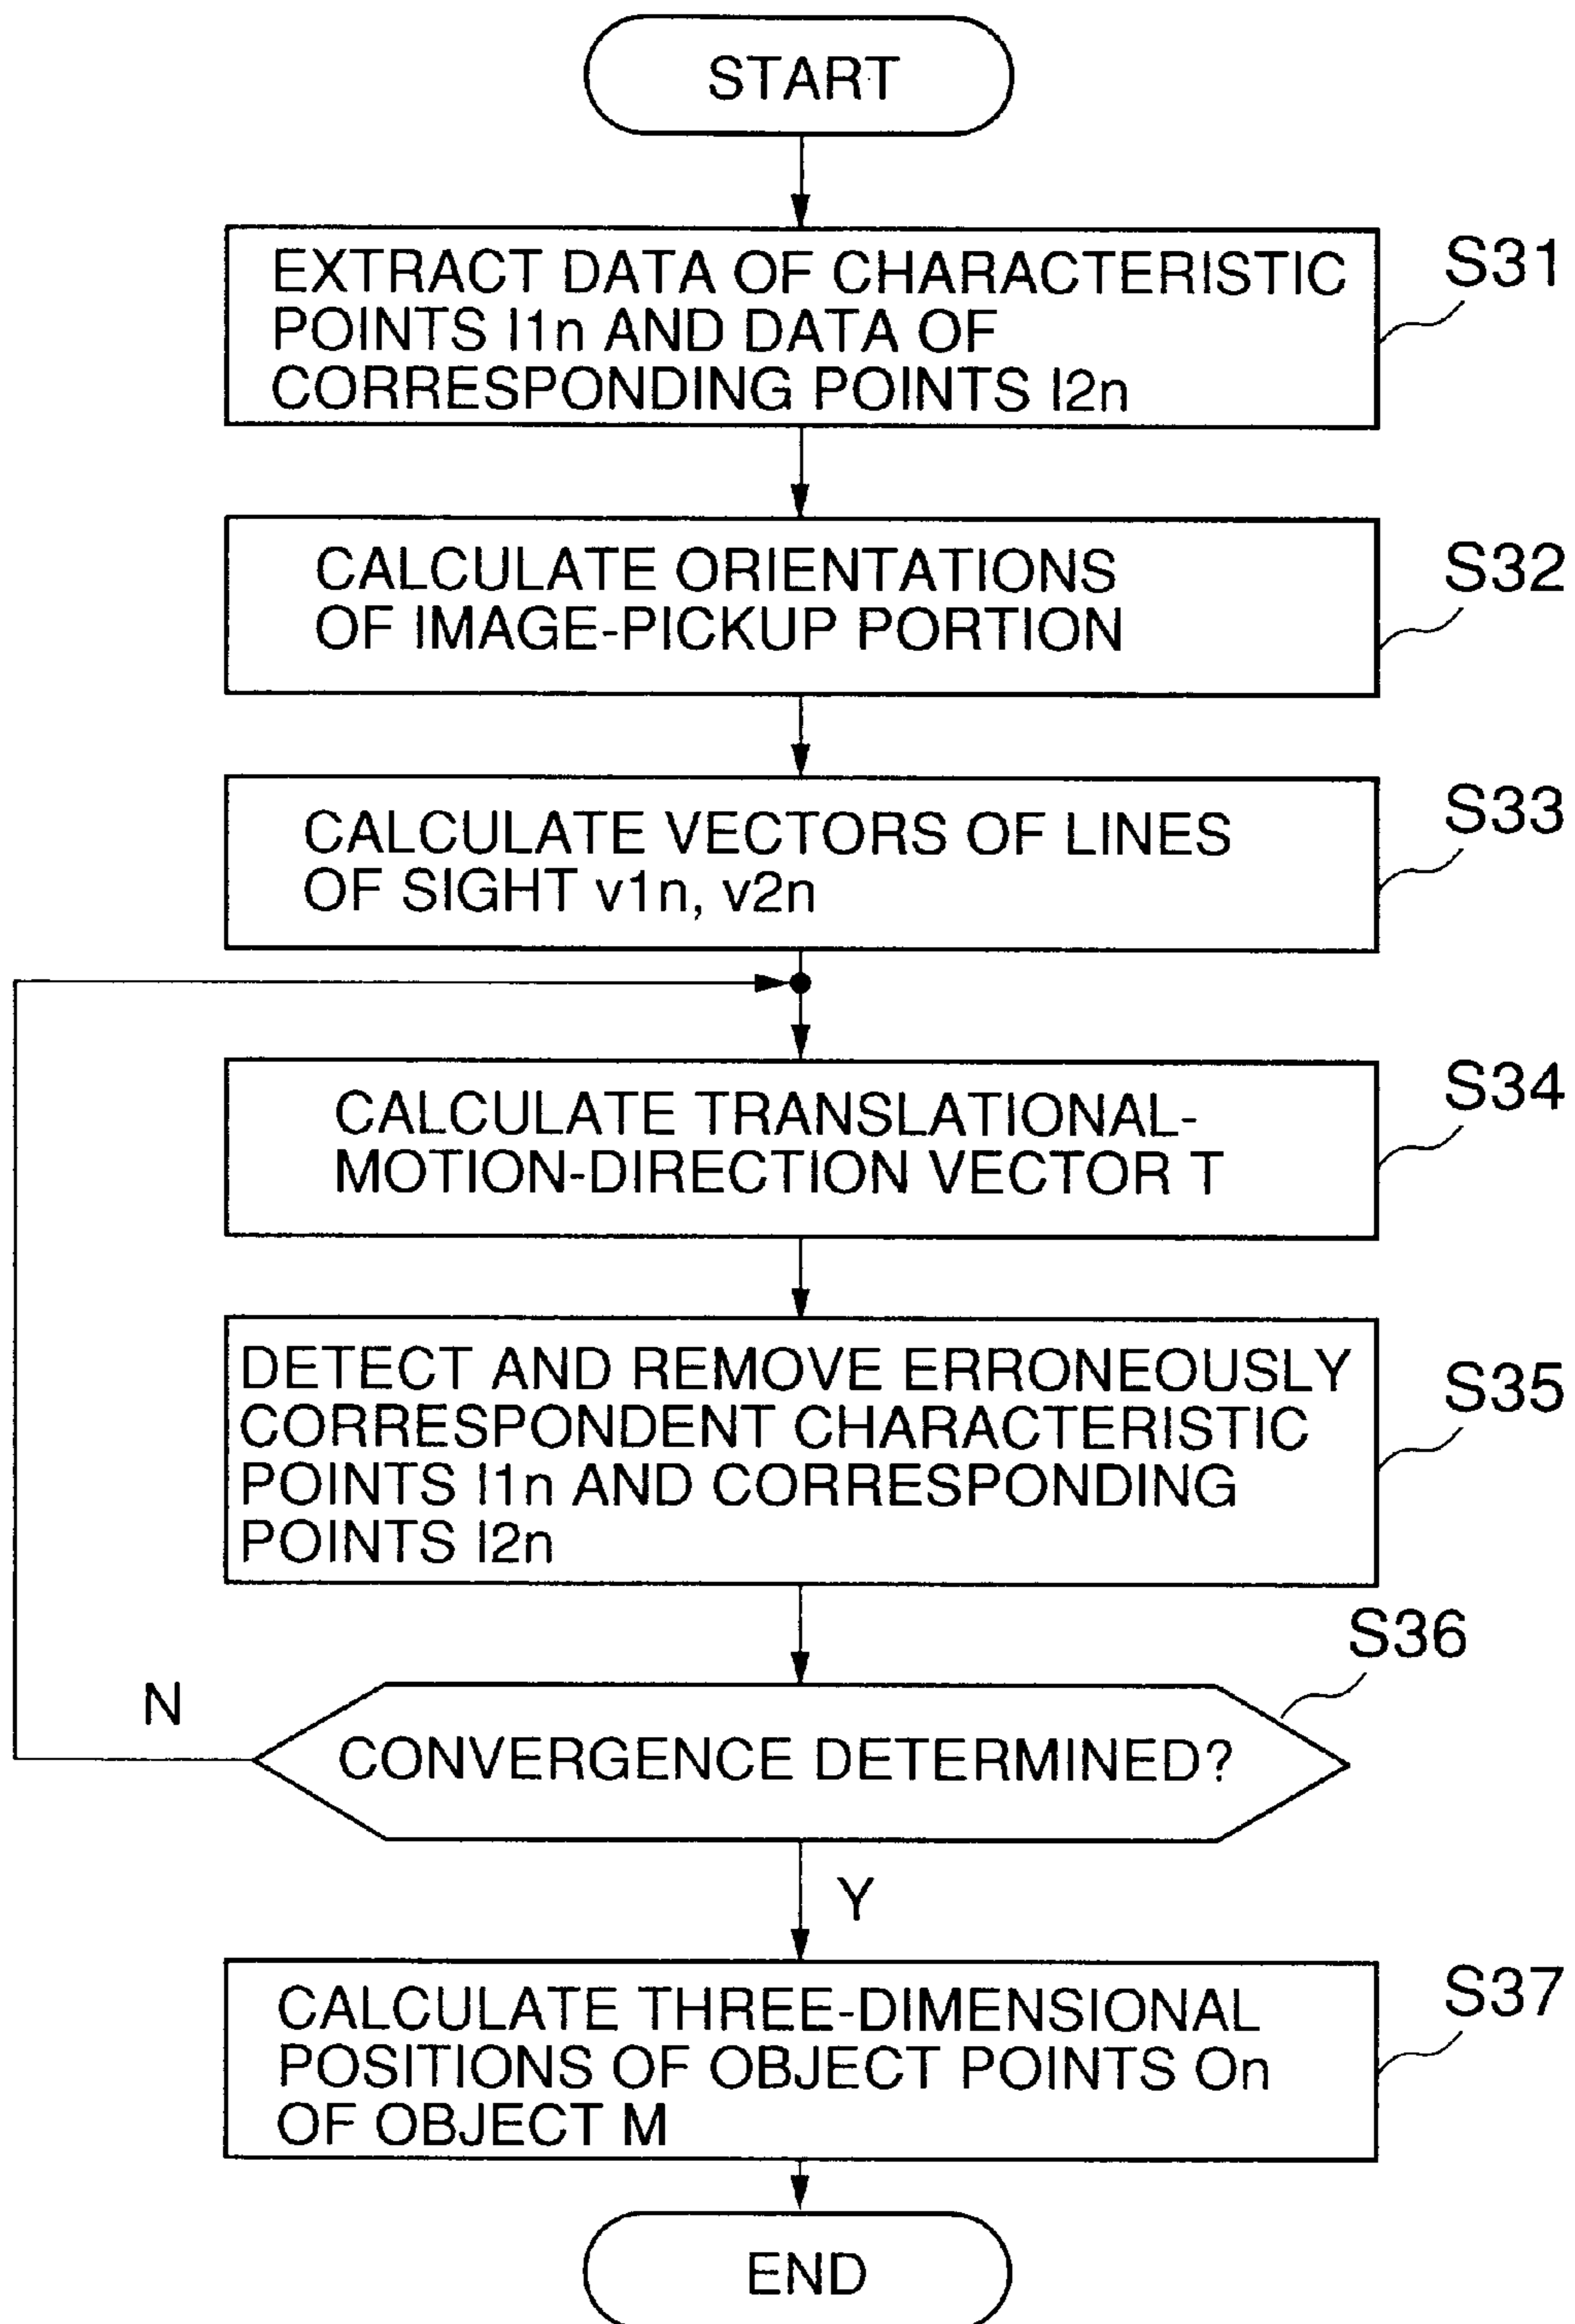 START
EXTRACT DATA OF CHARACTERISTIC
POINTS I1n AND DATA OF
CORRESPONDING POINTS I2n
S31
CALCULATE ORIENTATIONS
OF IMAGE-PICKUP PORTION
S32
CALCULATE VECTORS OF LINES
OF SIGHT v1n, v2n
S33
CALCULATE TRANSLATIONAL-
MOTION-DIRECTION VECTOR T
S34
DETECT AND REMOVE ERRONEOUSLY
CORRESPONDENT CHARACTERISTIC
POINTS I1n AND CORRESPONDING
POINTS I2n
S35
S36
N
CONVERGENCE DETERMINED?
Y
CALCULATE THREE-DIMENSIONAL
POSITIONS OF OBJECT POINTS On
OF OBJECT M
S37
END